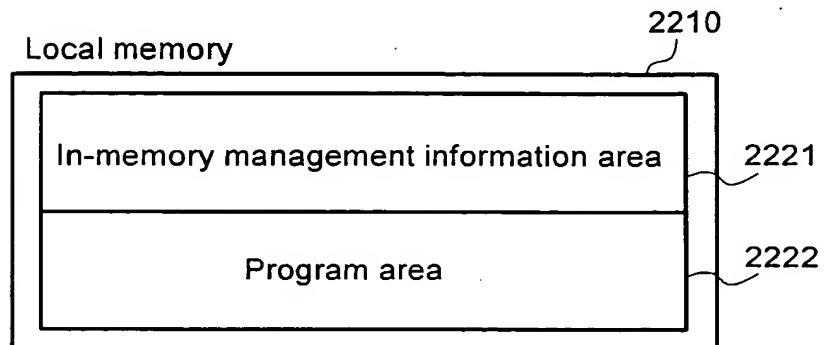 2210
Local memory
In-memory management information area
2221
Program area
2222